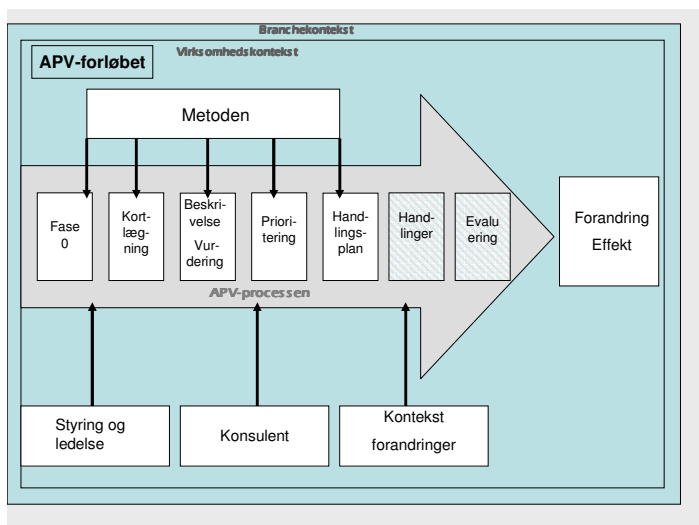 Branchekontekst
Virksomhedskontekst
APV-forløbet
Metoden
Fase
0
Kort-
læg-
ning
Beskri-
velse
Vur-
dering
Priori-
tering
Hand-
lings-
plan
Hand-
linger
Evalu
ering
Forandring
Effekt
APV-processen
Styring og
ledelse
Konsulent
Kontekst
forandringer